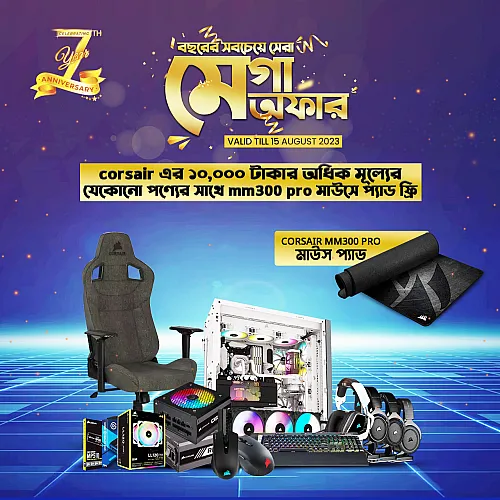 CELEBRATING
7TH
Year
ANNIVERSARY
বছরের সবচেয়ে সেরা
মেগা
অফার
VALID TILL 15 AUGUST 2023
corsair এর ১০,০০০ টাকার অধিক মূল্যের
যেকোনো পণ্যের সাথে mm300 pro মাউসে প্যাড ফ্রি
CORSAIR MM300 PRO
মাউস প্যাড
CORSAIR
LL120